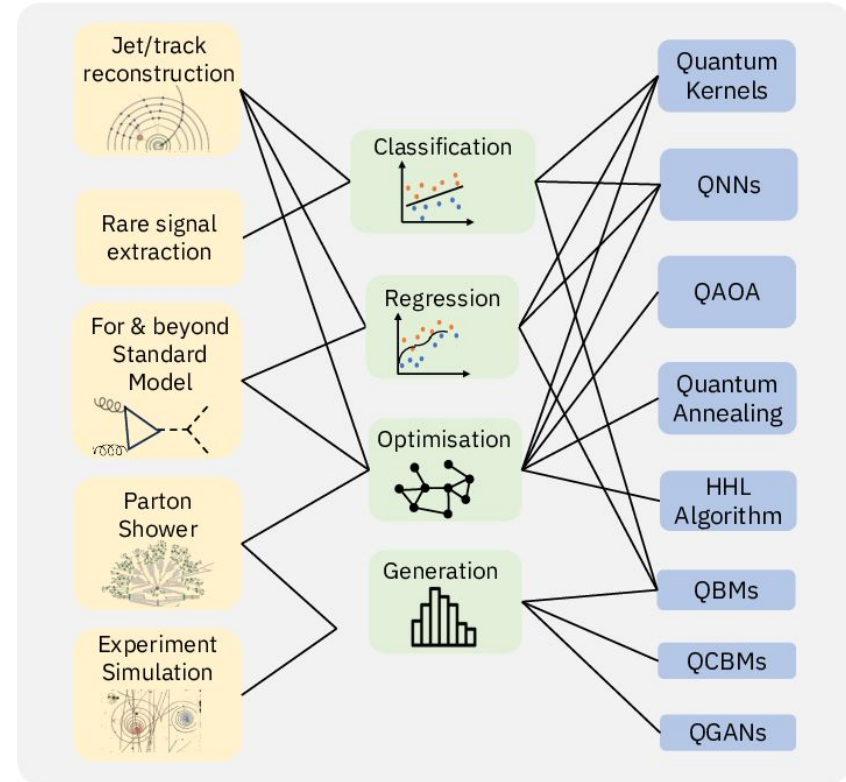 Jet/track
reconstruction
Rare signal
extraction
For & beyond
Standard
Model
Parton
Shower
Experiment
Simulation
Classification
Regression
Optimisation
Generation
Quantum
Kernels
QNNs
QAOA
Quantum
Annealing
HHL
Algorithm
QBMs
QCBMs
QGANs